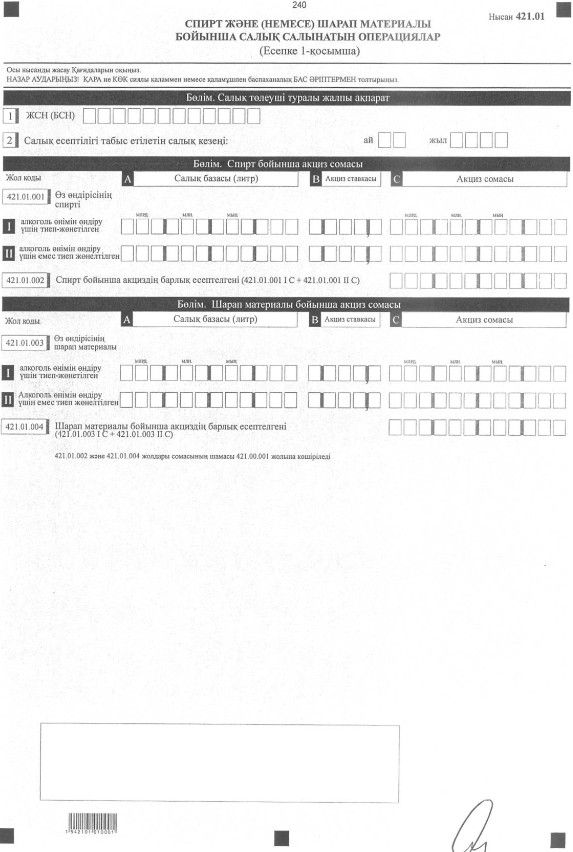 240
Нысан 421.01
СПИРТ ЖӘНЕ (НЕМЕСЕ) ШАРАП МАТЕРИАЛЫ
БОЙЫНША САЛЫҚ САЛЫНАТЫН ОПЕРАЦИЯЛАР
(Есепке 1-қосымша)
Осы нысанды жасау Қағидаларын оқыңыз.
НАЗАР АУДАРЫҢЫЗ! ҚАРА не КӨК сиялы қаламмен немесе қаламұшпен баспаханалық БАС ӘРІПТЕРМЕН толтырыңыз.
Бөлім. Салық төлеуші туралы жалпы ақпарат
1 ЖСН (БСН)
2 Салық есептілігі табыс етілетін салық кезеңі: ай жыл
Бөлім. Спирт бойынша акциз сомасы
Жол коды A Салық базасы (литр) B Акциз ставкасы C Акциз сомасы
421.01.001 Өз өндірісінің
спирті
млрд. млн. мың млрд. млн. мың
I алкоголь өнімін өндіру
үшін тиеп-жөнетілген
II алкоголь өнімін өндіру
үшін емес тиеп жөнелтілген
421.01.002 Спирт бойынша акциздің барлық есептелгені (421.01.001 I C + 421.01.001 II C)
Бөлім. Шарап материалы бойынша акциз сомасы
Жол коды A Салық базасы (литр) B Акциз ставкасы C Акциз сомасы
421.01.003 Өз өндірісінің
шарап материалы
млрд. млн. мың млрд. млн. мың
I алкоголь өнімін өндіру
үшін тиеп-жөнетілген
II Алкоголь өнімін өндіру
үшін емес тиеп жөнелтілген
421.01.004 Шарап материалы бойынша акциздің барлық есептелгені
(421.01.003 I C + 421.01.003 II C)
421.01.002 және 421.01.004 жолдары сомасының шамасы 421.00.001 жолына көшіріледі